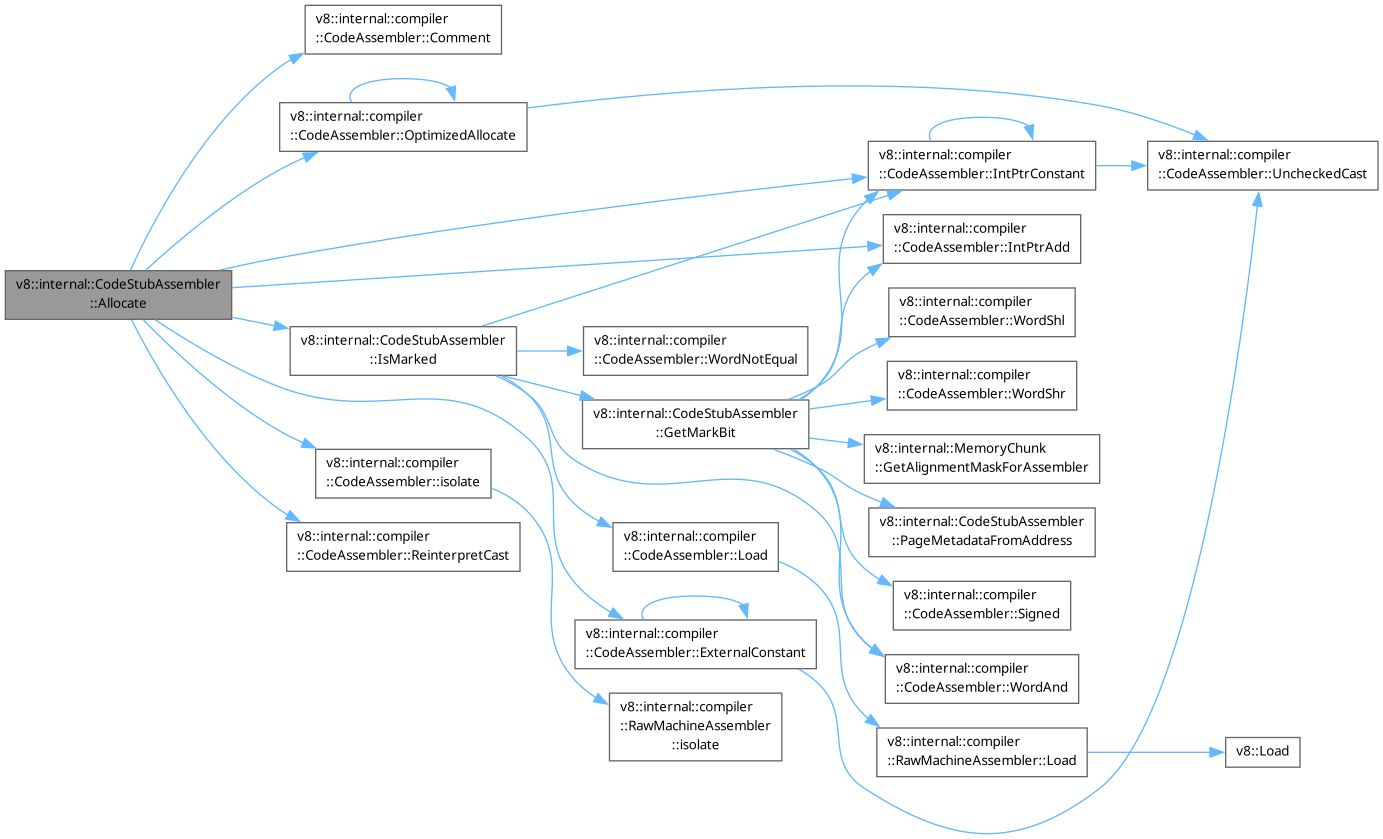 v8::internal::compiler
::CodeAssembler::Comment
v8::internal::compiler
::CodeAssembler::OptimizedAllocate
v8::internal::compiler
::CodeAssembler::IntPtrConstant
v8::internal::compiler
::CodeAssembler::UncheckedCast
v8::internal::compiler
::CodeAssembler::IntPtrAdd
v8::internal::CodeStubAssembler
::Allocate
v8::internal::compiler
::CodeAssembler::WordShl
v8::internal::CodeStubAssembler
::IsMarked
v8::internal::compiler
::CodeAssembler::WordNotEqual
v8::internal::compiler
::CodeAssembler::WordShr
v8::internal::CodeStubAssembler
::GetMarkBit
v8::internal::MemoryChunk
::GetAlignmentMaskForAssembler
v8::internal::compiler
::CodeAssembler::isolate
v8::internal::CodeStubAssembler
::PageMetadataFromAddress
v8::internal::compiler
::CodeAssembler::ReinterpretCast
v8::internal::compiler
::CodeAssembler::Load
v8::internal::compiler
::CodeAssembler::Signed
v8::internal::compiler
::CodeAssembler::ExternalConstant
v8::internal::compiler
::CodeAssembler::WordAnd
v8::internal::compiler
::RawMachineAssembler
::isolate
v8::internal::compiler
::RawMachineAssembler::Load
v8::Load